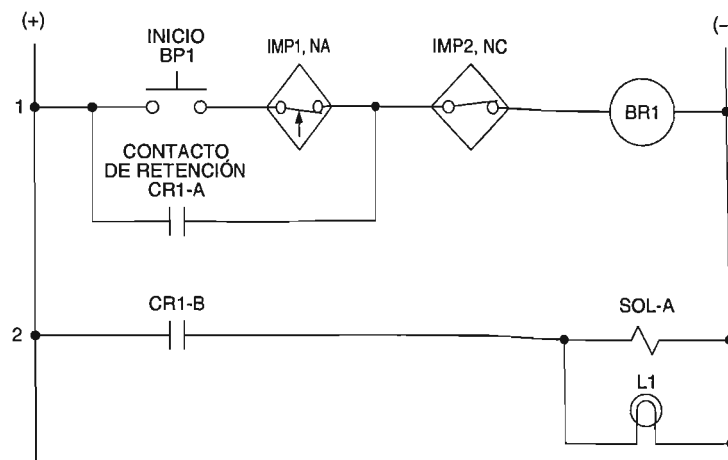 (+)
(−)
INICIO
BP1
IMP1, NA
IMP2, NC
1
BR1
CONTACTO
DE RETENCIÓN
CR1-A
CR1-B
SOL-A
2
L1